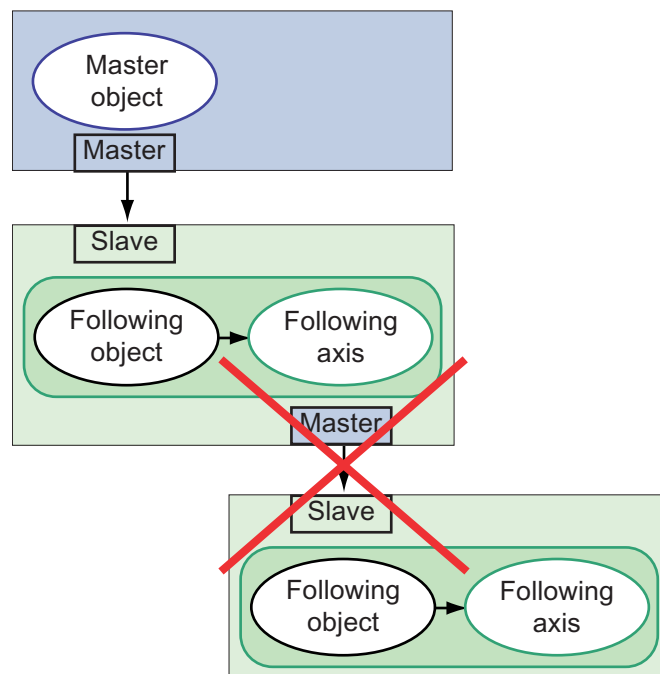 Master
object
Master
Slave
Following
object
Following
axis
Master
Slave
Following
object
Following
axis